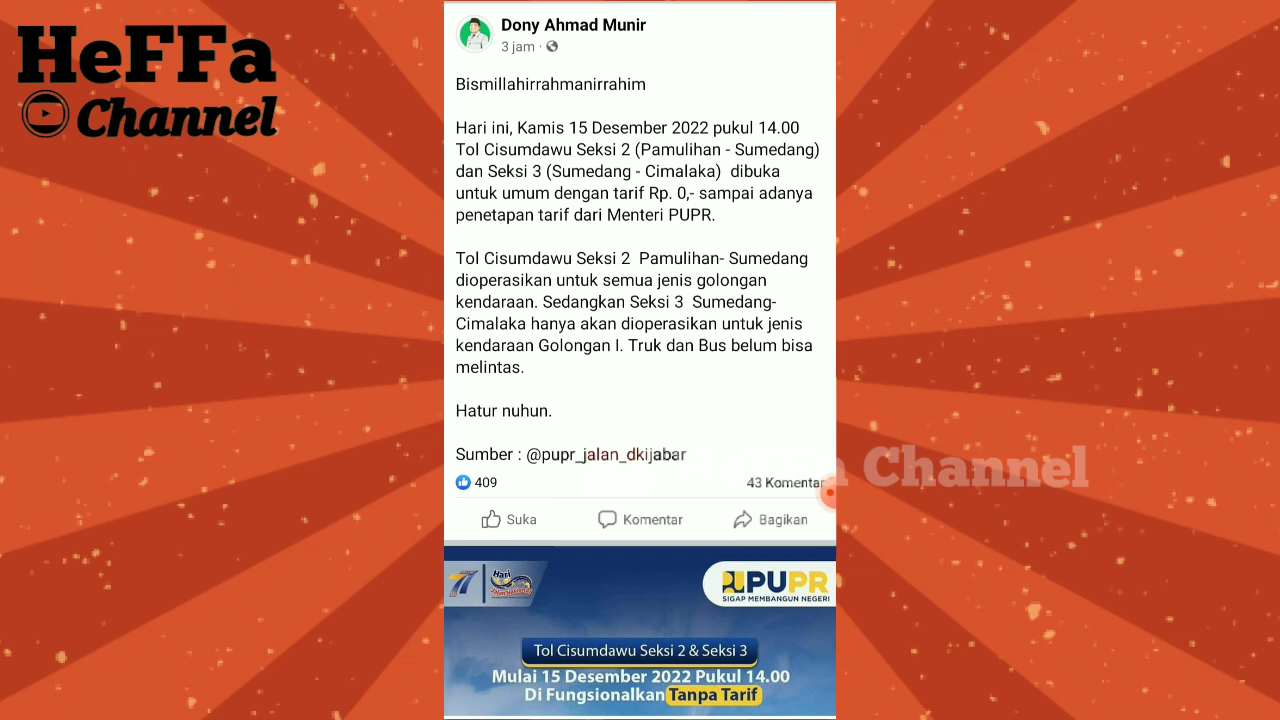 HeFFa
Channel
Dony Ahmad Munir
3 jam
Bismillahirrahmanirrahim
Hari ini, Kamis 15 Desember 2022 pukul 14.00
Tol Cisumdawu Seksi 2 (Pamulihan - Sumedang)
dan Seksi 3 (Sumedang - Cimalaka) dibuka
untuk umum dengan tarif Rp. 0,- sampai adanya
penetapan tarif dari Menteri PUPR.
Tol Cisumdawu Seksi 2 Pamulihan- Sumedang
dioperasikan untuk semua jenis golongan
kendaraan. Sedangkan Seksi 3 Sumedang-
Cimalaka hanya akan dioperasikan untuk jenis
kendaraan Golongan I. Truk dan Bus belum bisa
melintas.
Hatur nuhun.
Sumber : @pupr_jalan_dkijabar
Channel
409
43 Komentar
Suka
Komentar
Bagikan
77
Hari
PUPR
SIGAP MEMBANGUN NEGERI
Tol Cisumdawu Seksi 2 & Seksi 3
Mulai 15 Desember 2022 Pukul 14.00
Di Fungsionalkan Tanpa Tarif